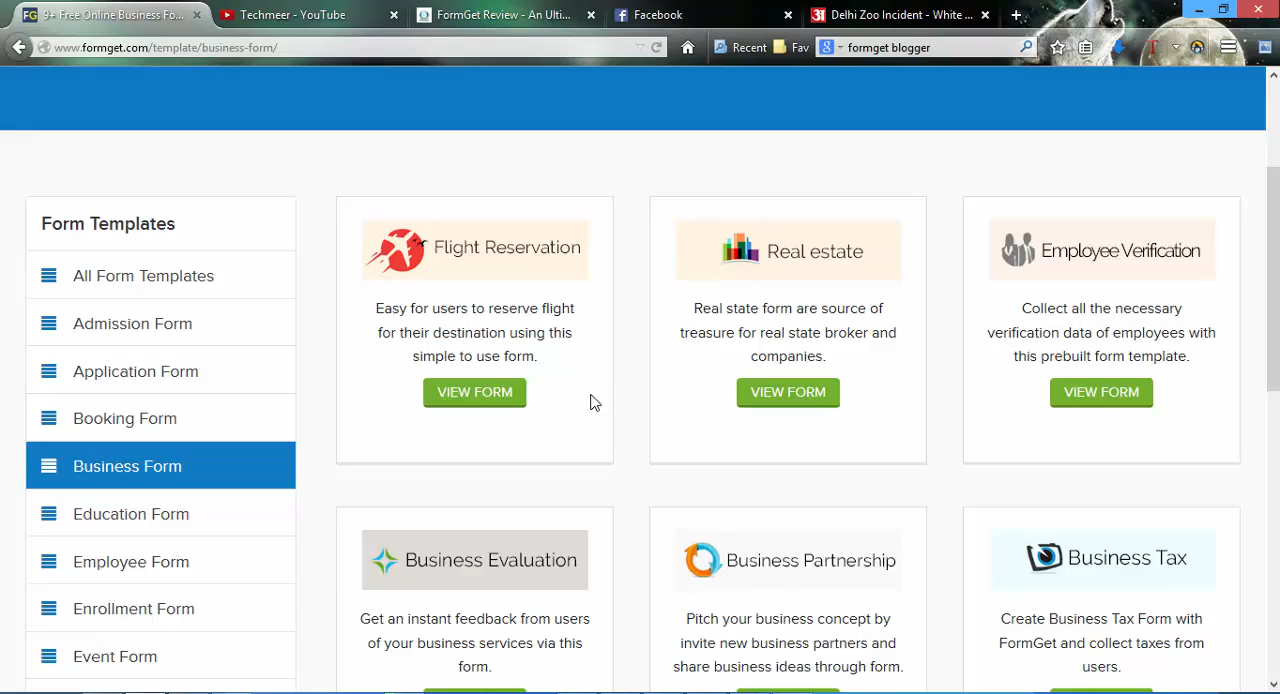 9+ Free Online Business Fo...
Techmeer - YouTube
FormGet Review - An Ulti...
Facebook
Delhi Zoo Incident - White ...
www.formget.com/template/business-form/
Recent
Fav
formget blogger
Form Templates
All Form Templates
Admission Form
Application Form
Booking Form
Business Form
Education Form
Employee Form
Enrollment Form
Event Form
Flight Reservation
Easy for users to reserve flight
for their destination using this
simple to use form.
VIEW FORM
Real estate
Real state form are source of
treasure for real state broker and
companies.
VIEW FORM
Employee Verification
Collect all the necessary
verification data of employees with
this prebuilt form template.
VIEW FORM
Business Evaluation
Get an instant feedback from users
of your business services via this
form.
Business Partnership
Pitch your business concept by
invite new business partners and
share business ideas through form.
Business Tax
Create Business Tax Form with
FormGet and collect taxes from
users.